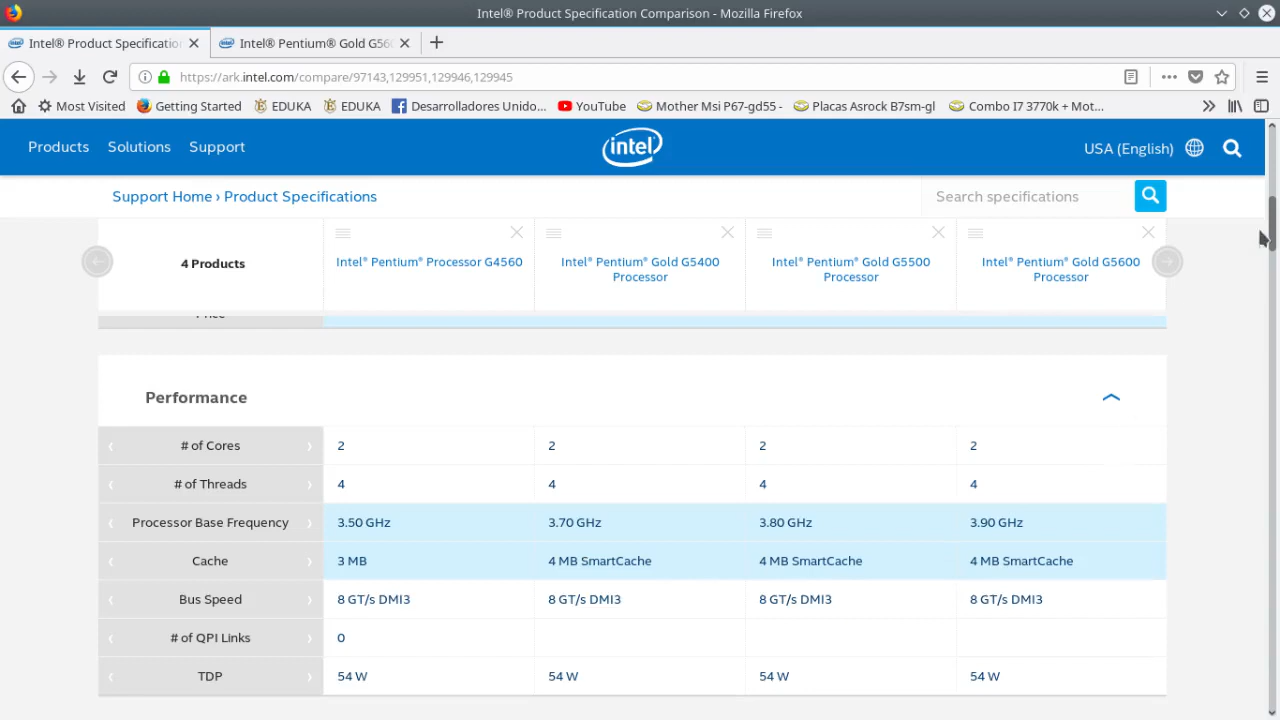 Intel® Product Specification Comparison - Mozilla Firefox
Intel® Product Specificatio
Intel® Pentium® Gold G560
https://ark.intel.com/compare/97143,129951,129946,129945
Most Visited
Getting Started
EDUKA
EDUKA
Desarrolladores Unido...
YouTube
Mother Msi P67-gd55 -
Placas Asrock B7sm-gl
Combo I7 3770k + Mot...
Products
Solutions
Support
intel
USA (English)
Support Home › Product Specifications
Search specifications
4 Products
Intel® Pentium® Processor G4560
Intel® Pentium® Gold G5400
Processor
Intel® Pentium® Gold G5500
Processor
Intel® Pentium® Gold G5600
Processor
Price
Performance
# of Cores 2 2 2 2
# of Threads 4 4 4 4
Processor Base Frequency 3.50 GHz 3.70 GHz 3.80 GHz 3.90 GHz
Cache 3 MB 4 MB SmartCache 4 MB SmartCache 4 MB SmartCache
Bus Speed 8 GT/s DMI3 8 GT/s DMI3 8 GT/s DMI3 8 GT/s DMI3
# of QPI Links 0
TDP 54 W 54 W 54 W 54 W